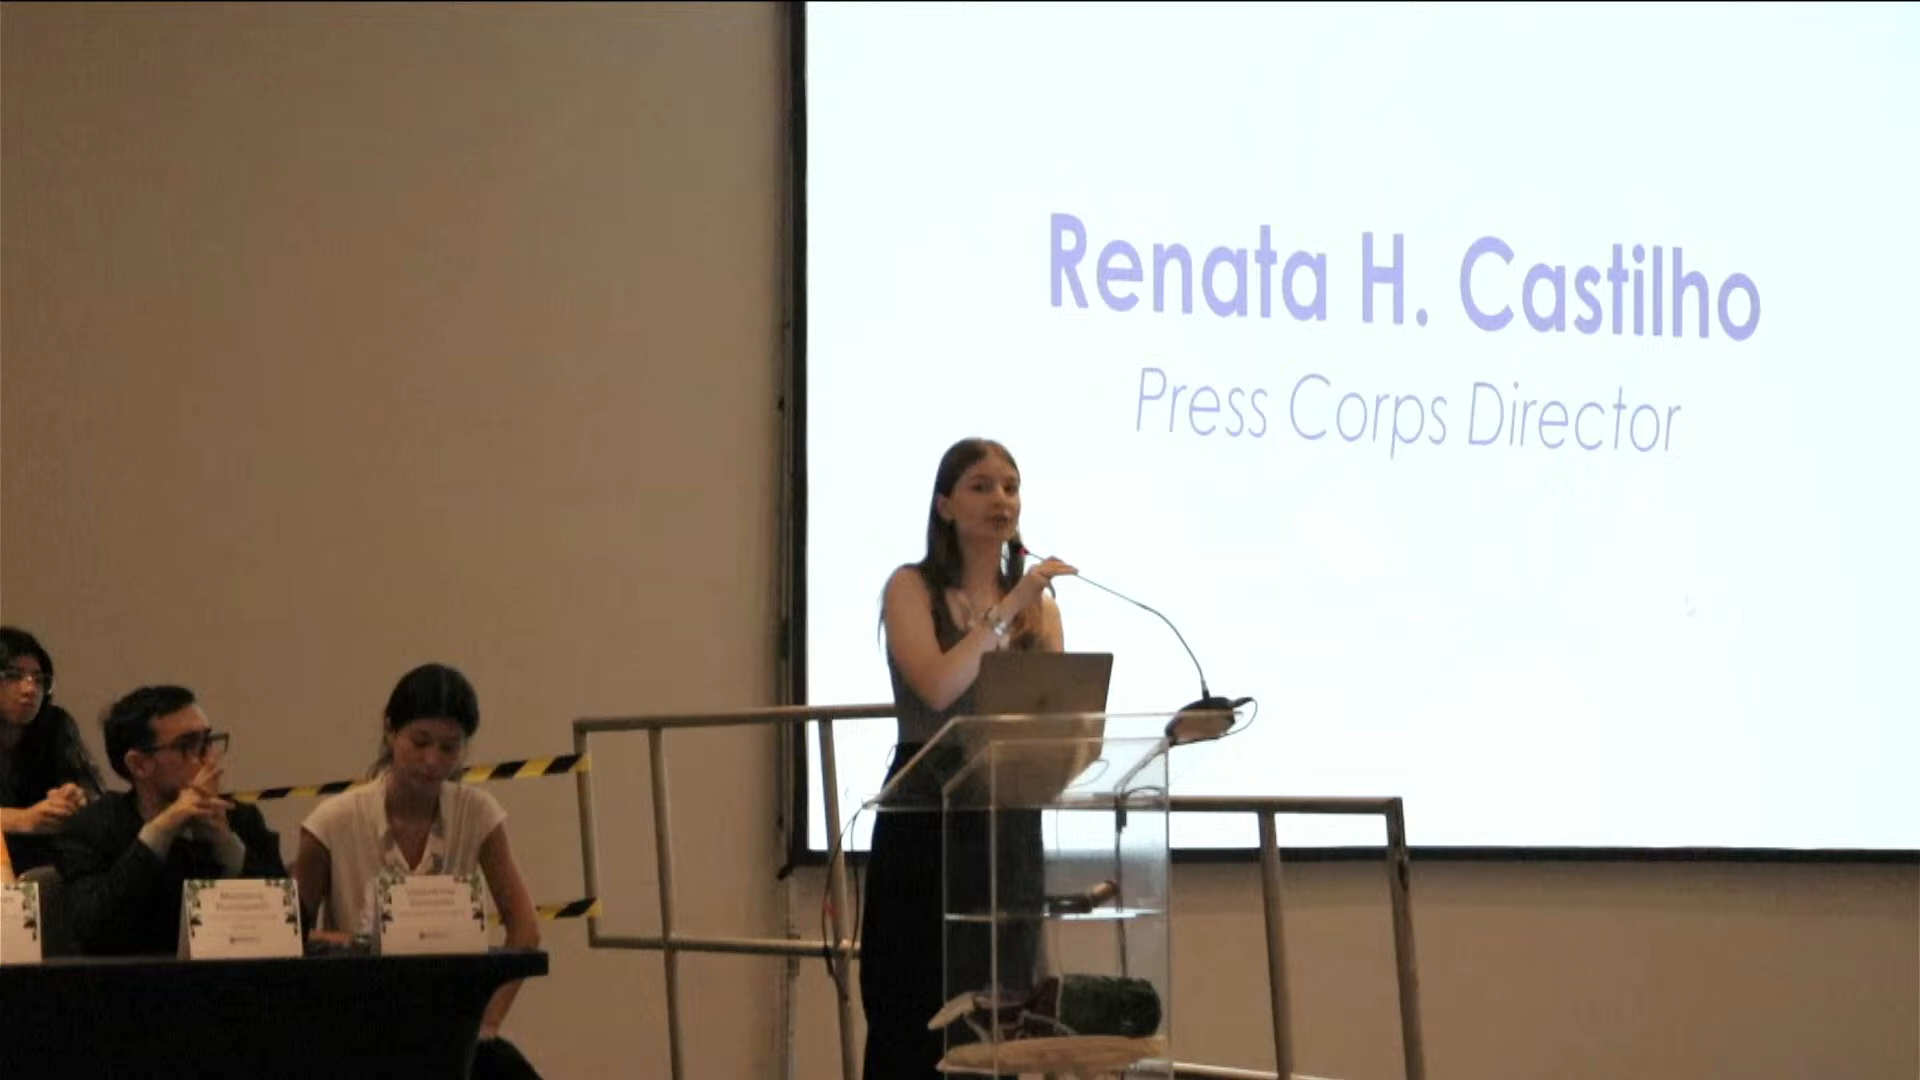 Renata H. Castilho
Press Corps Director